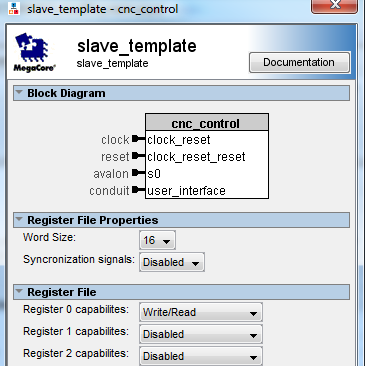 slave_template - cnc_control
MegaCore®
slave_template
slave_template
Documentation
Block Diagram
cnc_control
clock clock_reset
reset clock_reset_reset
avalon s0
conduit user_interface
Register File Properties
Word Size: 16
Syncronization signals: Disabled
Register File
Register 0 capabilites: Write/Read
Register 1 capabilites: Disabled
Register 2 capabilites: Disabled